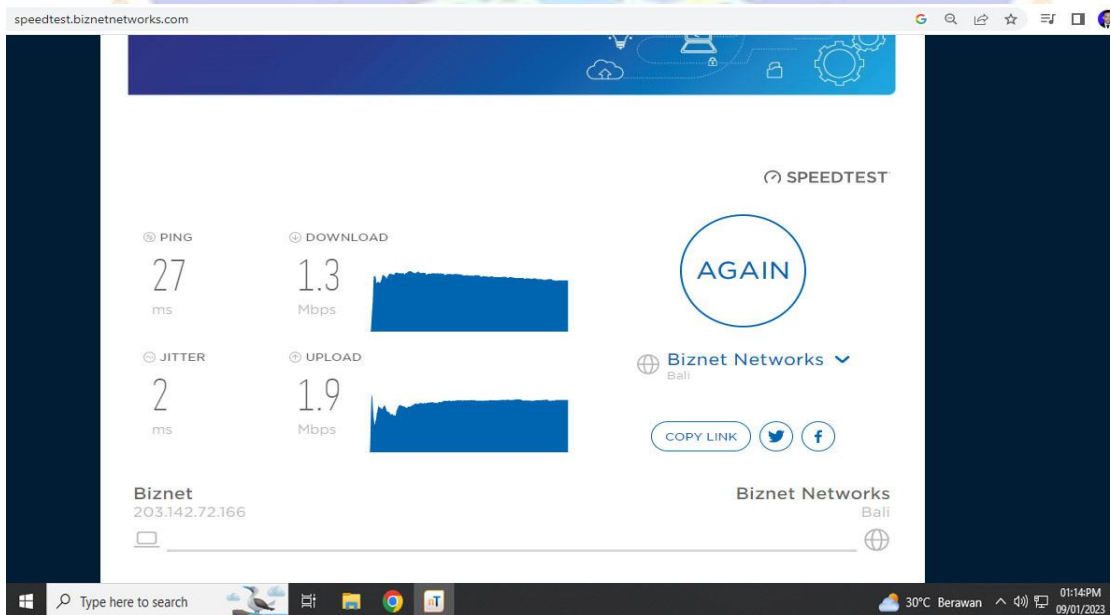 speedtest.biznetnetworks.com
SPEEDTEST
PING
27
ms
DOWNLOAD
1.3
Mbps
AGAIN
JITTER
2
ms
UPLOAD
1.9
Mbps
Biznet Networks
Bali
COPY LINK
Biznet
203.142.72.166
Biznet Networks
Bali
Type here to search
30°C Berawan
01:14PM
09/01/2023